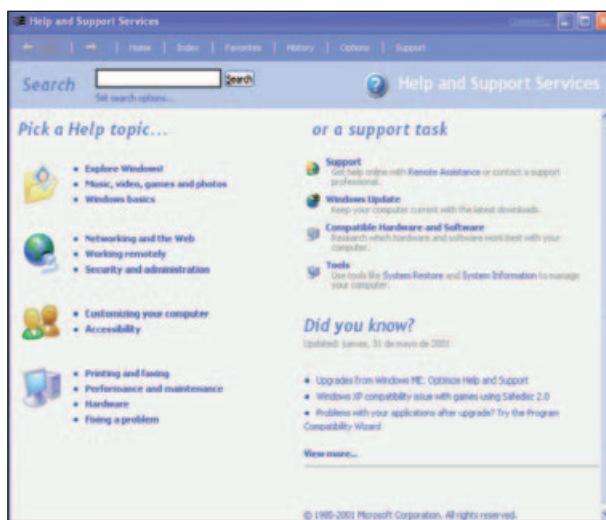 Help and Support Services
Home | Index | Favorites | History | Options | Support
Search
Search
Set search options...
Help and Support Services
Pick a Help topic...
Explore Windows!
Music, video, games and photos
Windows basics
Networking and the Web
Working remotely
Security and administration
Customizing your computer
Accessibility
Printing and faxing
Performance and maintenance
Hardware
Fixing a problem
or a support task
Support
Get help online with Remote Assistance or contact a support
professional.
Windows Update
Keep your computer current with the latest downloads.
Compatible Hardware and Software
Research which hardware and software work best with your
computer.
Tools
Use tools like System Restore and System Information to manage
your computer.
Did you know?
Updated: jueves, 31 de mayo de 2001
Upgrades from Windows ME: Optimize Help and Support
Windows XP compatibility issue with games using Safedisc 2.0
Problems with your applications after upgrade? Try the Program
Compatibility Wizard
View more...
© 1985-2001 Microsoft Corporation. All rights reserved.